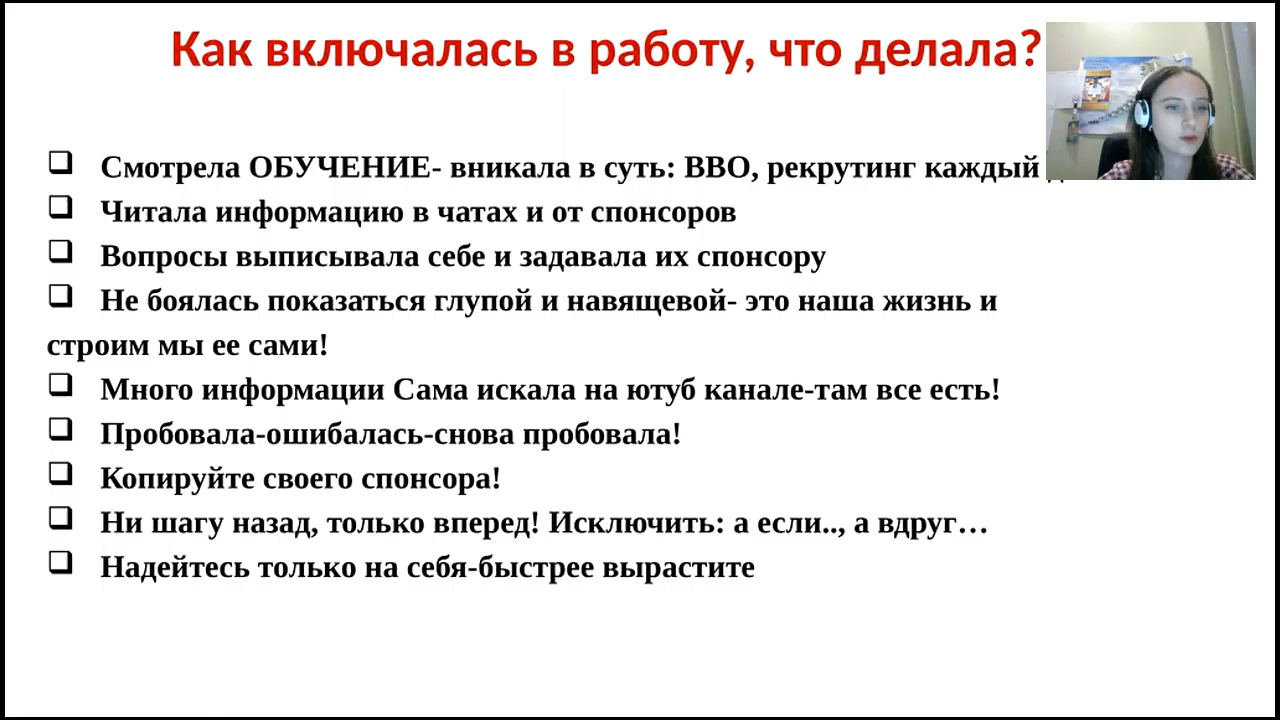 Как включалась в работу, что делала?
Смотрела ОБУЧЕНИЕ- вникала в суть: ВВО, рекрутинг каждый
Читала информацию в чатах и от спонсоров
Вопросы выписывала себе и задавала их спонсору
Не боялась показаться глупой и навящевой- это наша жизнь и
строим мы ее сами!
Много информации Сама искала на ютуб канале-там все есть!
Пробовала-ошибалась-снова пробовала!
Копируйте своего спонсора!
Ни шагу назад, только вперед! Исключить: а если.., а вдруг…
Надейтесь только на себя-быстрее вырастите